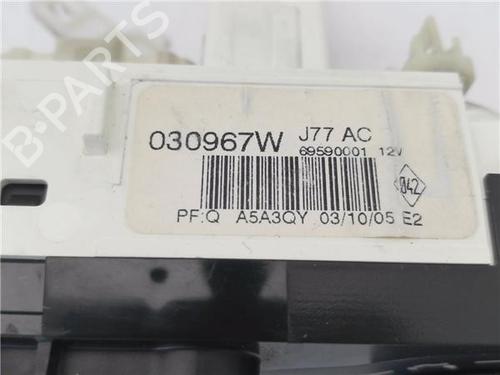 B-PARTS
030967W J77 AC
69590001 12V
042
PF:Q A5A3QY 03/10/05 E2